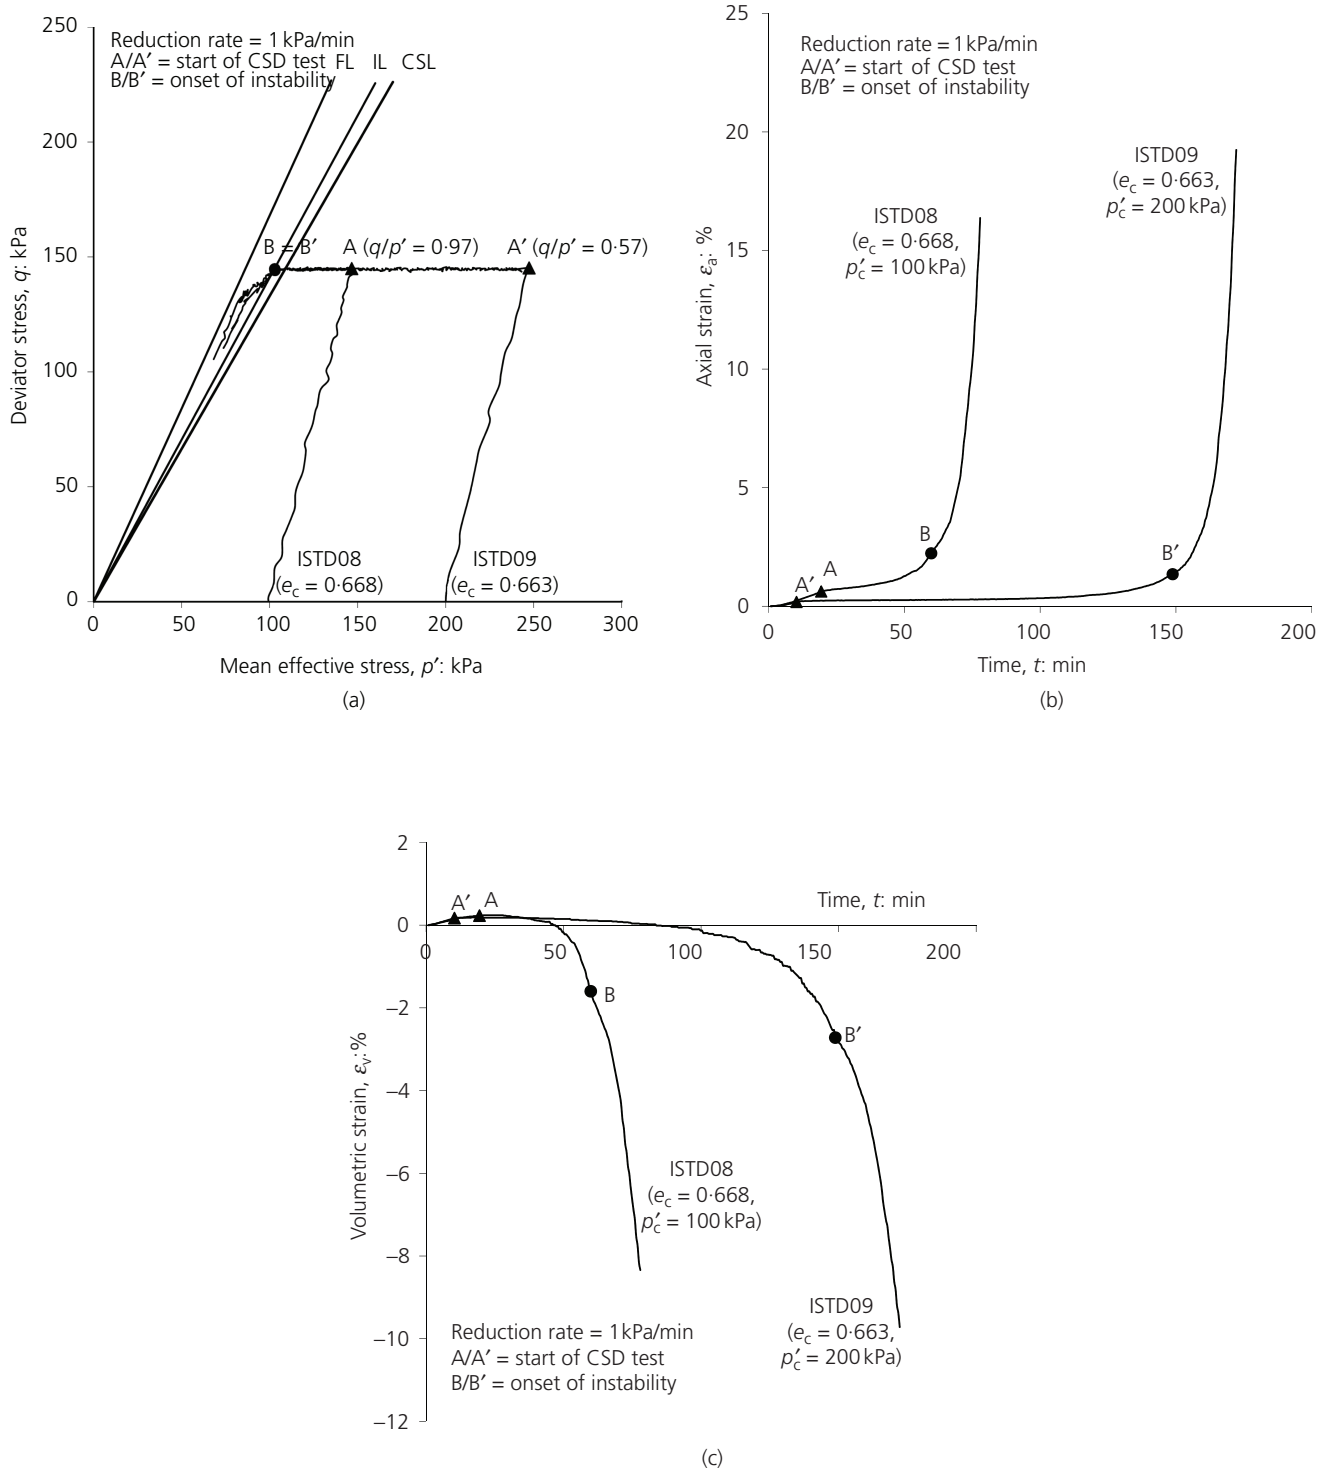 250
200
150
100
50
0
Deviator stress, q: kPa
Reduction rate = 1 kPa/min
A/A′ = start of CSD test
B/B′ = onset of instability
FL IL CSL
B = B′
A (q/p′ = 0·97)
A′ (q/p′ = 0·57)
ISTD08
(ec = 0·668)
ISTD09
(ec = 0·663)
0 50 100 150 200 250 300
Mean effective stress, p′: kPa
(a)
25
20
15
10
5
0
Axial strain, εa: %
Reduction rate = 1 kPa/min
A/A′ = start of CSD test
B/B′ = onset of instability
ISTD08
(ec = 0·668,
p′c = 100 kPa)
ISTD09
(ec = 0·663,
p′c = 200 kPa)
A′
A
B
B′
0 50 100 150 200
Time, t: min
(b)
2
0
−2
−4
−6
−8
−10
−12
Volumetric strain, εv: %
Time, t: min
A′
A
0 50 100 150 200
B
B′
ISTD08
(ec = 0·668,
p′c = 100 kPa)
ISTD09
(ec = 0·663,
p′c = 200 kPa)
Reduction rate = 1 kPa/min
A/A′ = start of CSD test
B/B′ = onset of instability
(c)